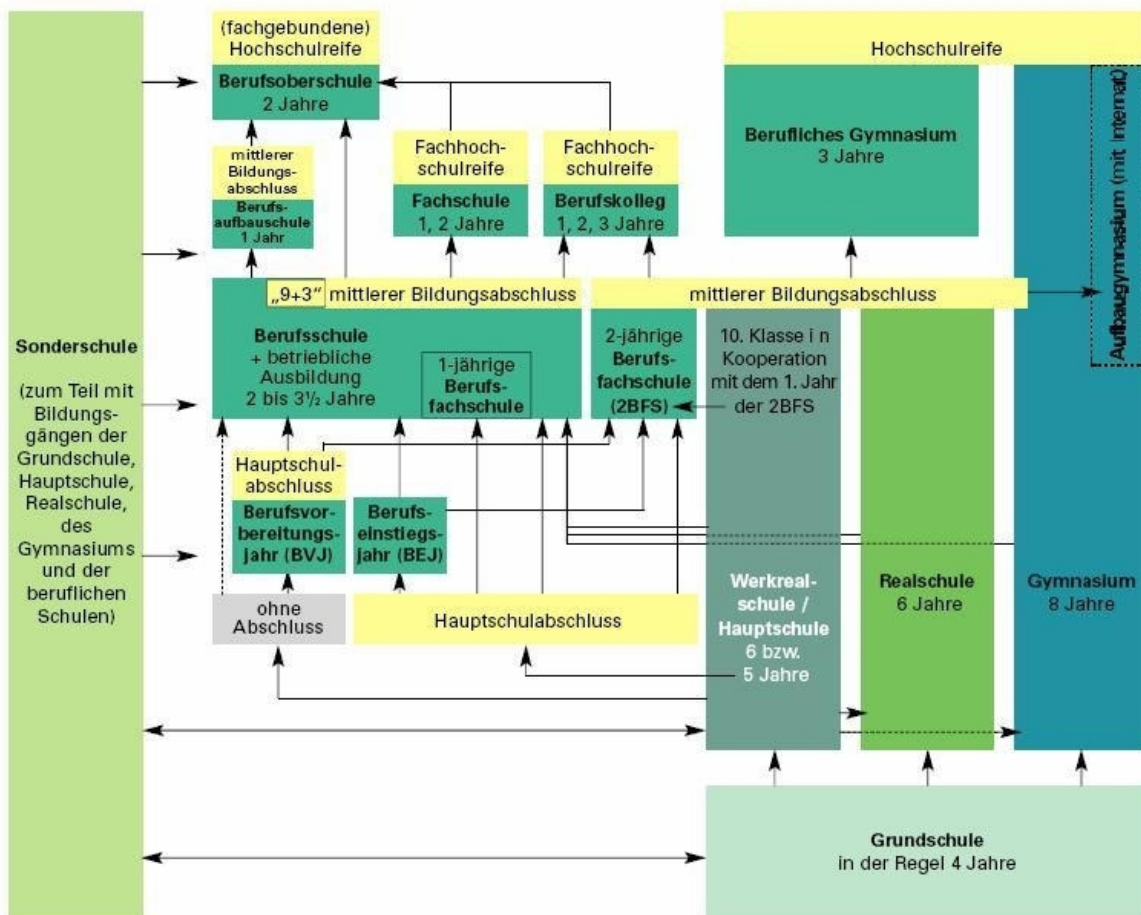 Sonderschule
(zum Teil mit
Bildungs-
gängen der
Grundschule,
Hauptschule,
Realschule,
des
Gymnasiums
und der
beruflichen
Schulen)
(fachgebundene)
Hochschulreife
Berufsoberschule
2 Jahre
mittlerer
Bildungs-
abschluss
Berufs-
aufbauschule
1 Jahr
Fachhoch-
schulreife
Fachschule
1, 2 Jahre
Fachhoch-
schulreife
Berufskolleg
1, 2, 3 Jahre
Hochschulreife
Berufliches Gymnasium
3 Jahre
Aufbaugymnasium (mit Internat)
„9+3“ mittlerer Bildungsabschluss
Berufsschule
+ betriebliche
Ausbildung
2 bis 3½ Jahre
1-jährige
Berufs-
fachschule
mittlerer Bildungsabschluss
2-jährige
Berufs-
fachschule
(2BFS)
10. Klasse i n
Kooperation
mit dem 1. Jahr
der 2BFS
Hauptschul-
abschluss
Berufsvor-
bereitungs-
jahr (BVJ)
Berufs-
einstiegs-
jahr (BEJ)
ohne
Abschluss
Hauptschulabschluss
Werkreal-
schule /
Hauptschule
6 bzw.
5 Jahre
Realschule
6 Jahre
Gymnasium
8 Jahre
Grundschule
in der Regel 4 Jahre